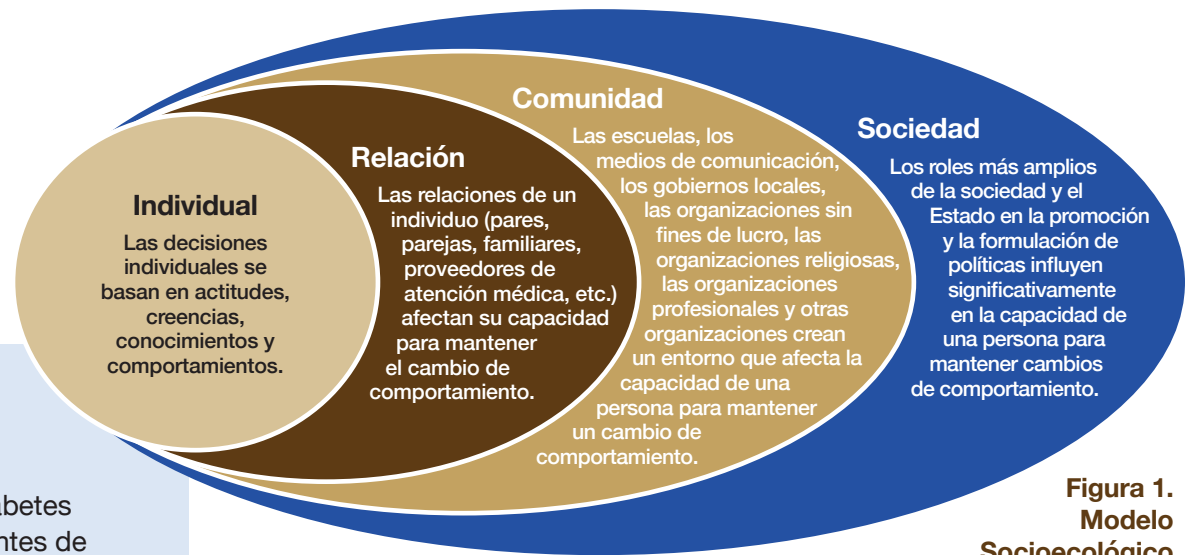 Individual
Las decisiones
individuales se
basan en actitudes,
creencias,
conocimientos y
comportamientos.
Relación
Las relaciones de un
individuo (pares,
parejas, familiares,
proveedores de
atención médica, etc.)
afectan su capacidad
para mantener
el cambio de
comportamiento.
Comunidad
Las escuelas, los
medios de comunicación,
los gobiernos locales,
las organizaciones sin
fines de lucro, las
organizaciones religiosas,
las organizaciones
profesionales y otras
organizaciones crean
un entorno que afecta la
capacidad de una
persona para mantener
un cambio de
comportamiento.
Sociedad
Los roles más amplios
de la sociedad y el
Estado en la promoción
y la formulación de
políticas influyen
significativamente
en la capacidad de
una persona para
mantener cambios
de comportamiento.
Figura 1.
Modelo
Socioecológico
abetes
ntes de